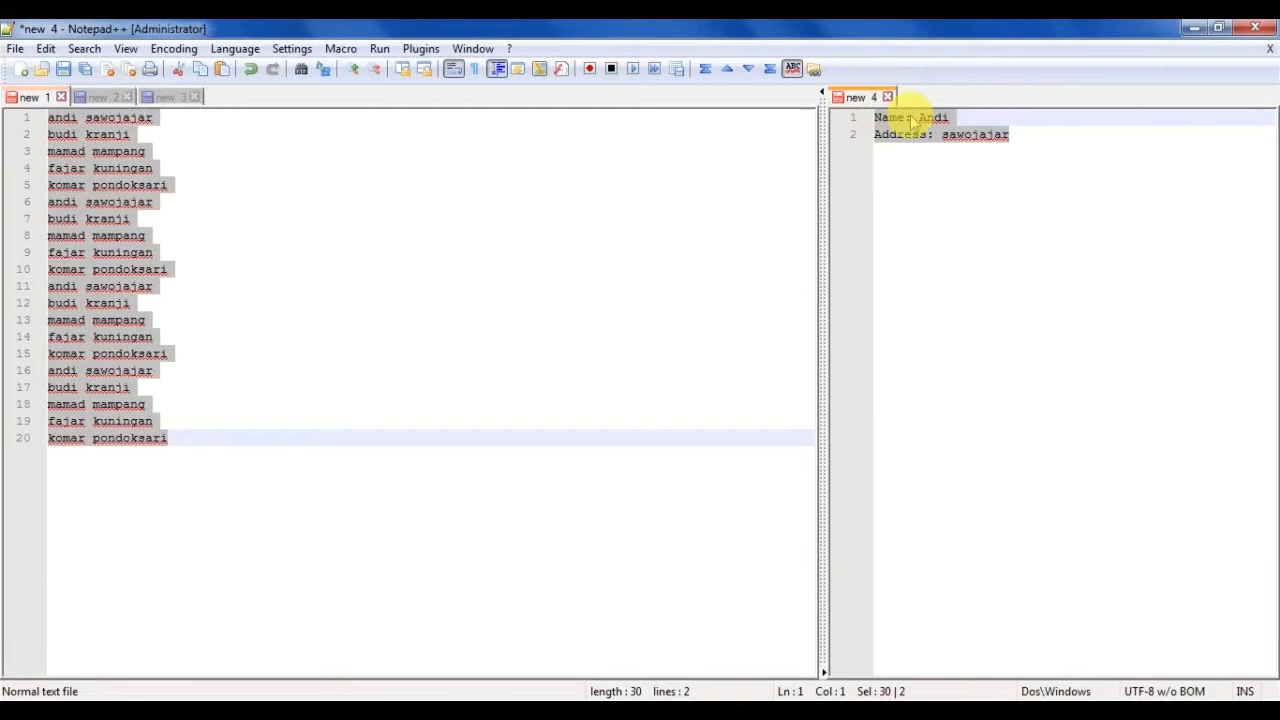 *new 4 - Notepad++ [Administrator]
File Edit Search View Encoding Language Settings Macro Run Plugins Window ? X
ABC
new 1 new 2 new 3 new 4
1 andi sawojajar
2 budi kranji
3 mamad mampang
4 fajar kuningan
5 komar pondoksari
6 andi sawojajar
7 budi kranji
8 mamad mampang
9 fajar kuningan
10 komar pondoksari
11 andi sawojajar
12 budi kranji
13 mamad mampang
14 fajar kuningan
15 komar pondoksari
16 andi sawojajar
17 budi kranji
18 mamad mampang
19 fajar kuningan
20 komar pondoksari
1 Name: Andi
2 Address: sawojajar
Normal text file length : 30 lines : 2 Ln : 1 Col : 1 Sel : 30 | 2 Dos\Windows UTF-8 w/o BOM INS